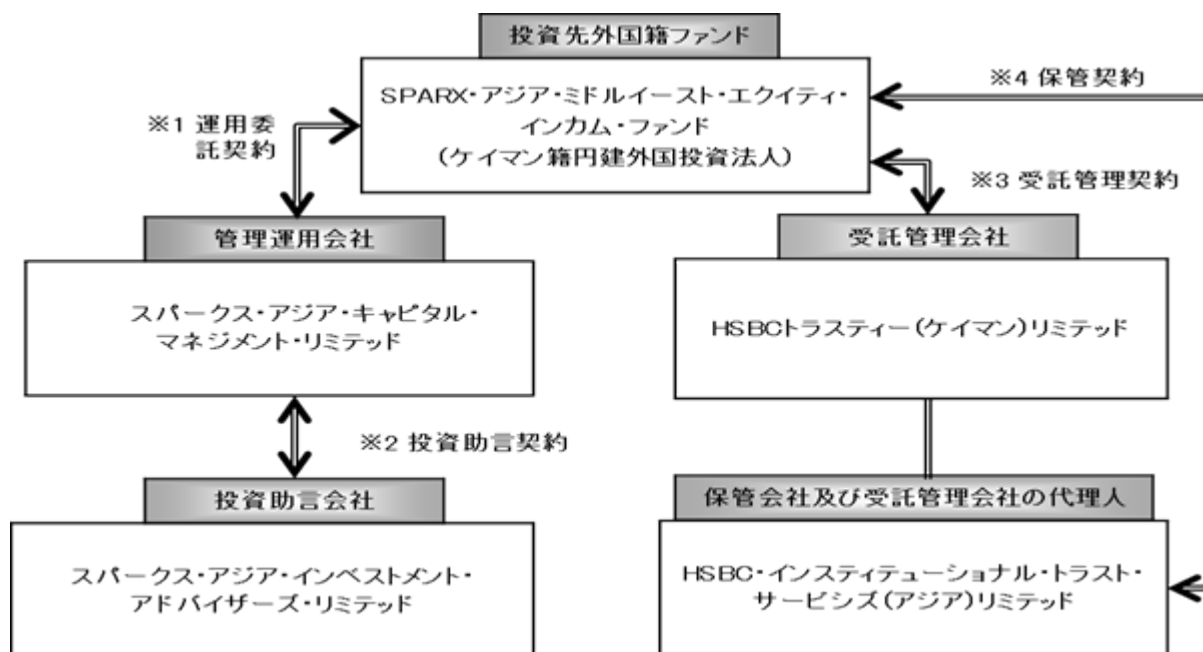 投資先外国籍ファンド
SPARX・アジア・ミドルイースト・エクイティ・
インカム・ファンド
(ケイマン籍円建外国投資法人)
※4 保管契約
※1 運用委
託契約
※3 受託管理契約
管理運用会社
スパークス・アジア・キャピタル・
マネジメント・リミテッド
受託管理会社
HSBCトラスティー(ケイマン)リミテッド
※2 投資助言契約
投資助言会社
スパークス・アジア・インベストメント・
アドバイザーズ・リミテッド
保管会社及び受託管理会社の代理人
HSBC・インスティテューショナル・トラスト・
サービシズ(アジア)リミテッド